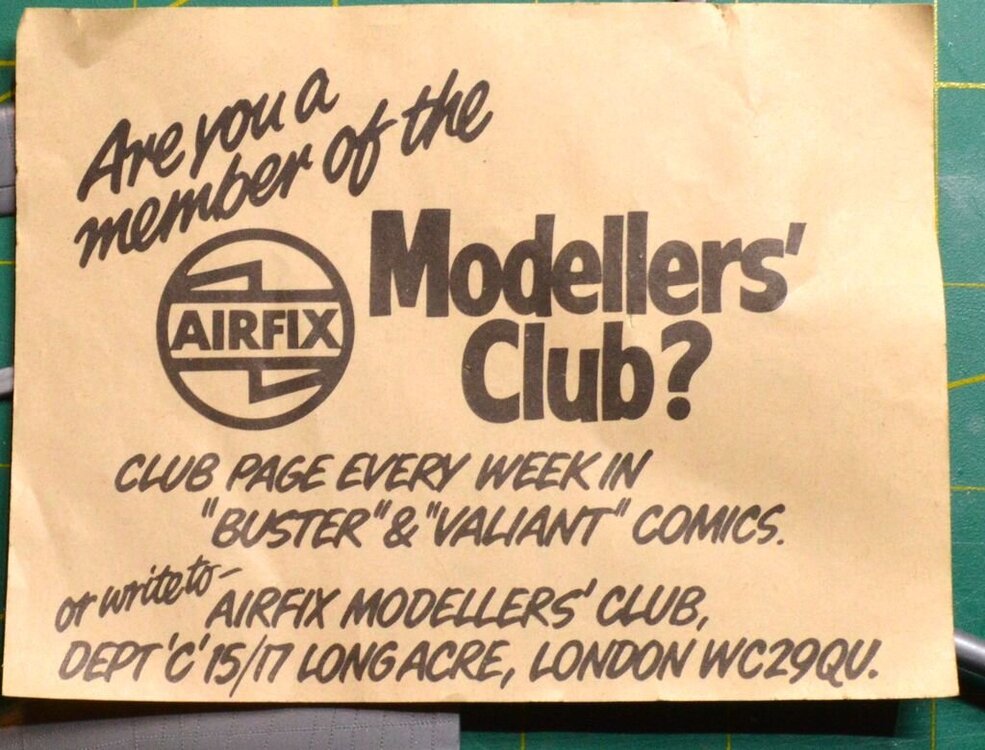 Are you a
member of the
AIRFIX
Modellers'
Club?
CLUB PAGE EVERY WEEK IN
"BUSTER" & "VALIANT" COMICS.
or write to-
AIRFIX MODELLERS' CLUB,
DEPT 'C' 15/17 LONG ACRE, LONDON WC29QU.